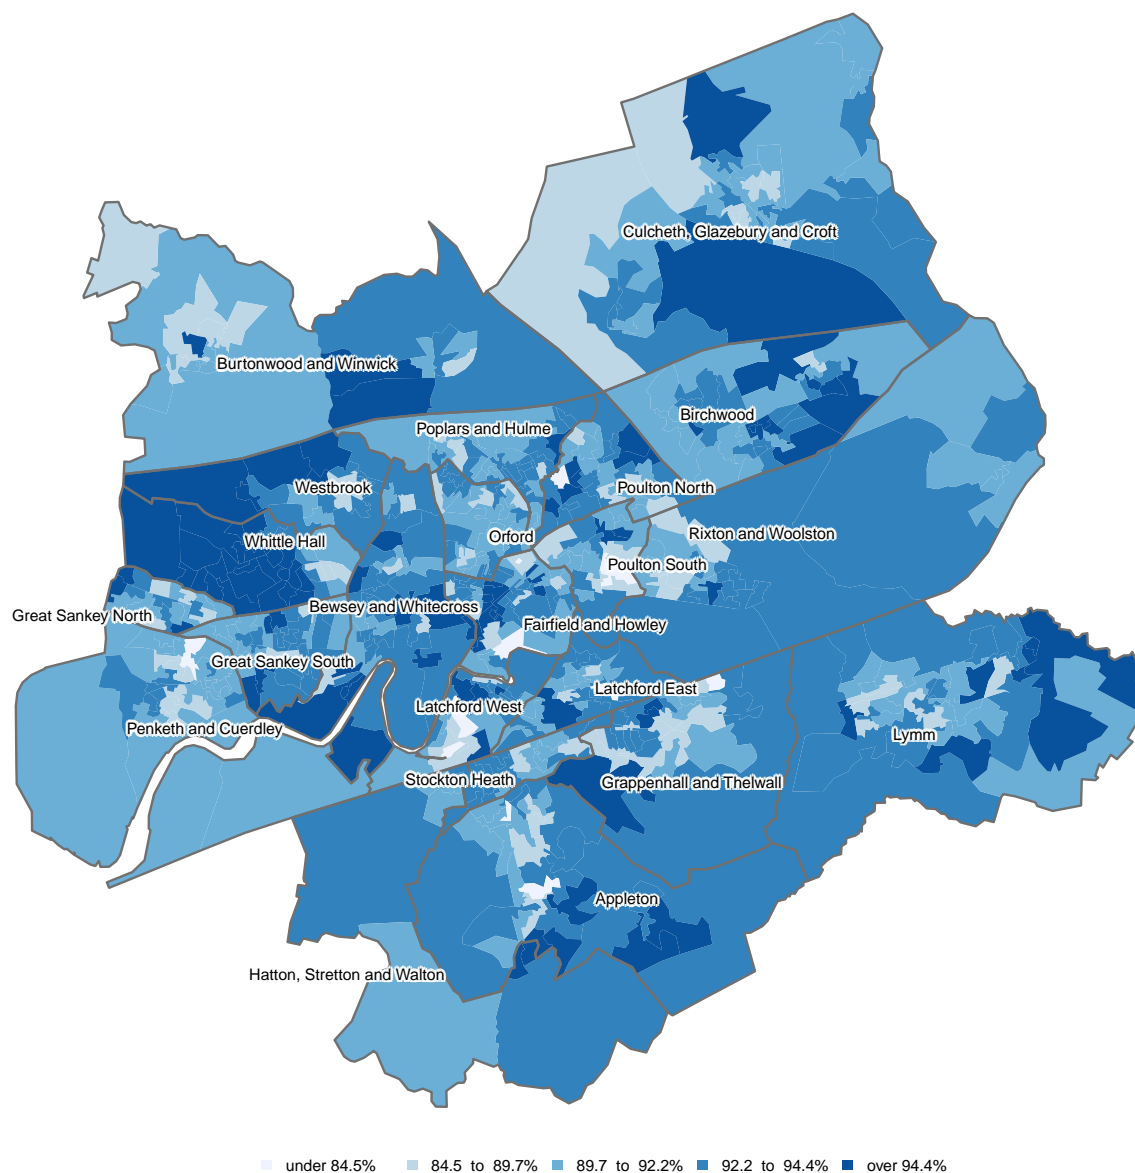 Culcheth, Glazebury and Croft
Burtonwood and Winwick
Birchwood
Poplars and Hulme
Westbrook
Poulton North
Rixton and Woolston
Orford
Whittle Hall
Poulton South
Bewsey and Whitecross
Great Sankey North
Fairfield and Howley
Great Sankey South
Latchford East
Latchford West
Penketh and Cuerdley
Lymm
Stockton Heath
Grappenhall and Thelwall
Appleton
Hatton, Stretton and Walton
under 84.5% 84.5 to 89.7% 89.7 to 92.2% 92.2 to 94.4% over 94.4%